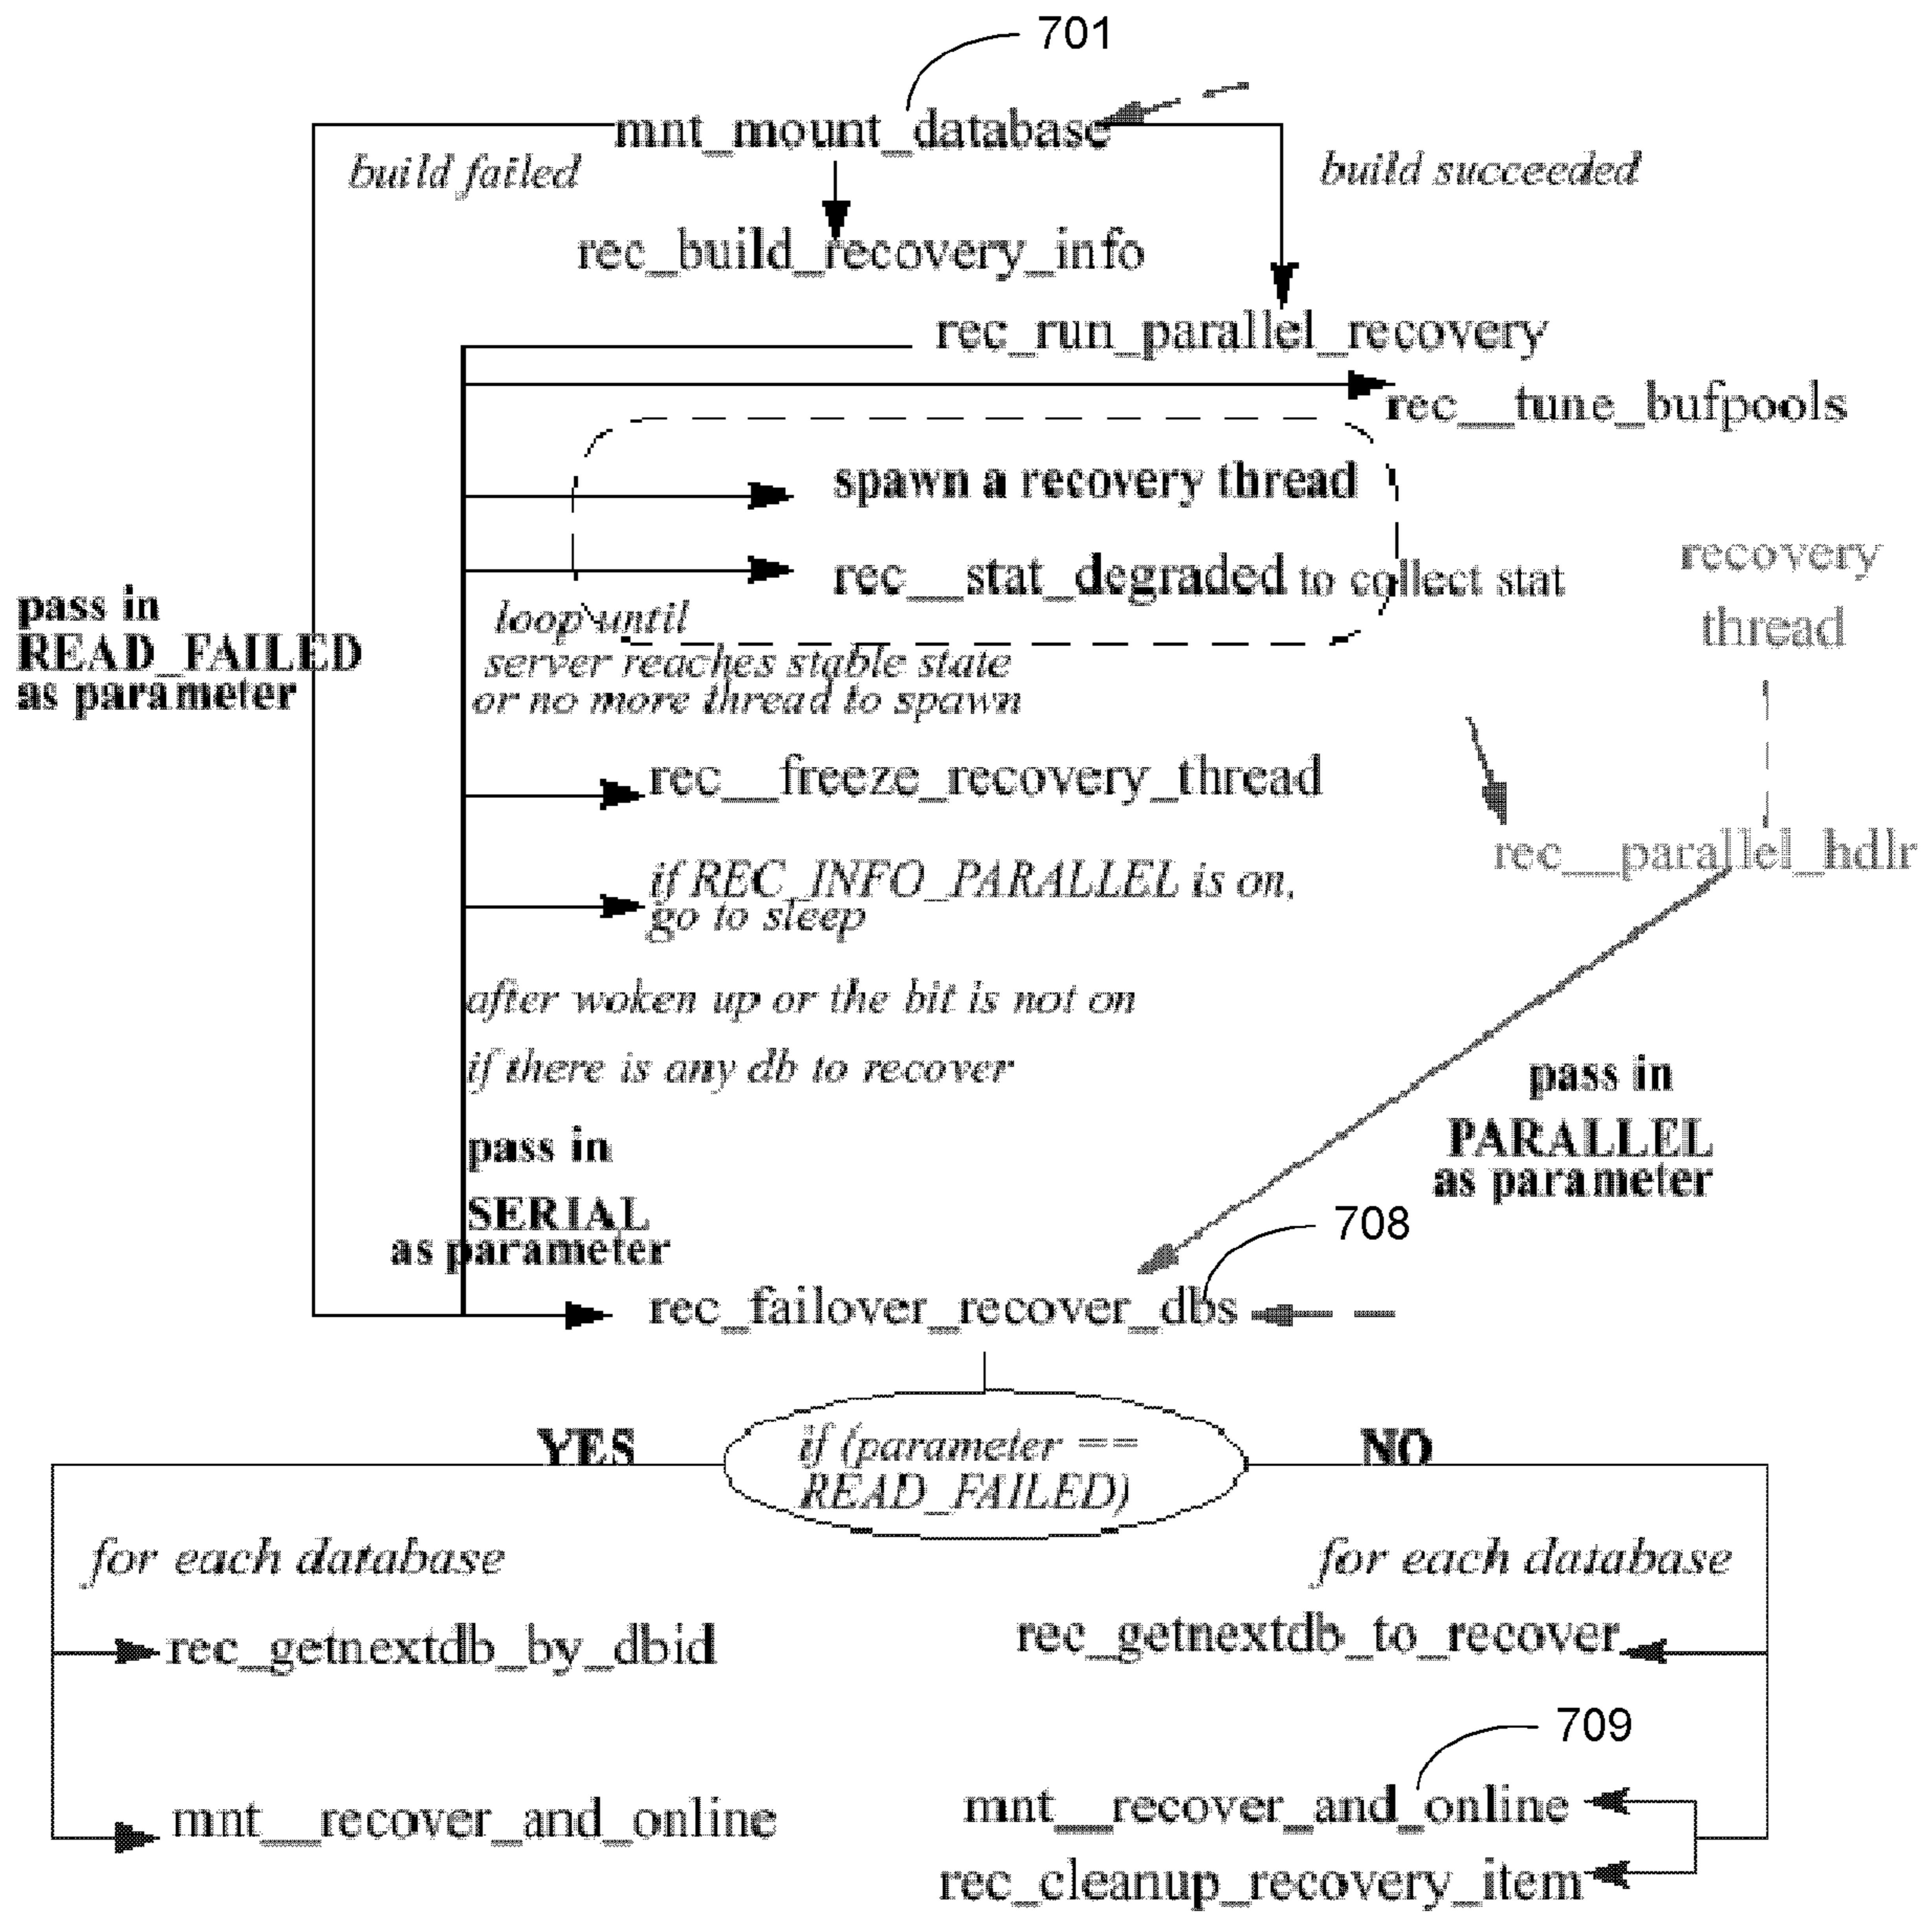 701
mnt_mount_database
build failed
build succeeded
rec_build_recovery_info
rec_run_parallel_recovery
rec__tune_bufpools
spawn a recovery thread
rec__stat_degraded to collect stat
recovery
thread
loop until
server reaches stable state
or no more thread to spawn
pass in
READ_FAILED
as parameter
rec__freeze_recovery_thread
rec__parallel_hdlr
if REC_INFO_PARALLEL is on,
go to sleep
after woken up or the bit is not on
if there is any db to recover
pass in
PARALLEL
as parameter
pass in
SERIAL
as parameter
708
rec_failover_recover_dbs
YES
if (parameter ==
READ_FAILED)
NO
for each database
for each database
rec_getnextdb_by_dbid
rec_getnextdb_to_recover
709
mnt__recover_and_online
mnt__recover_and_online
rec_cleanup_recovery_item